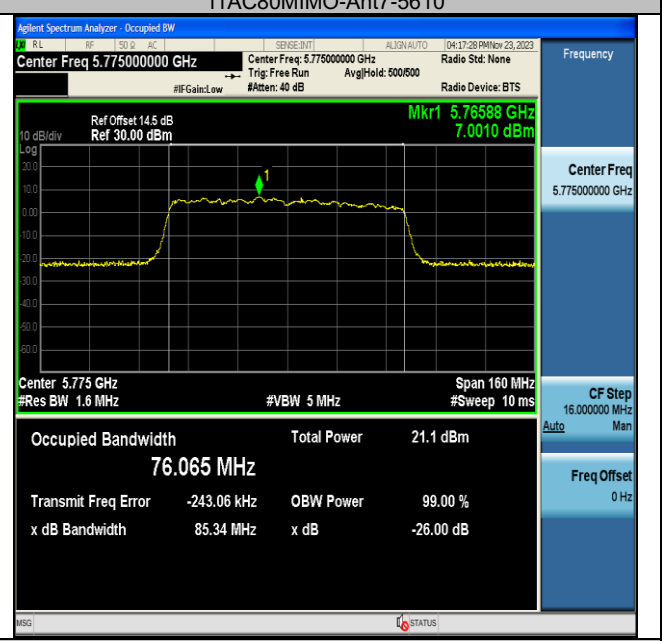 11AC80MIMO-Ant7-5610
Agilent Spectrum Analyzer - Occupied BW
RL RF 50 Ω AC SENSE:INT ALIGN AUTO 04:17:28 PM Nov 23, 2023
Center Freq 5.775000000 GHz Center Freq: 5.775000000 GHz Radio Std: None Frequency
Trig: Free Run Avg|Hold: 500/500
#IFGain:Low #Atten: 40 dB Radio Device: BTS
Mkr1 5.76588 GHz
7.0010 dBm
Ref Offset 14.5 dB
10 dB/div Ref 30.00 dBm
Log
20.0
10.0
0.00
-10.0
-20.0
-30.0
-40.0
-50.0
-60.0
1
Center Freq
5.775000000 GHz
Center 5.775 GHz Span 160 MHz
#Res BW 1.6 MHz #VBW 5 MHz #Sweep 10 ms
CF Step
16.000000 MHz
Auto Man
Occupied Bandwidth Total Power 21.1 dBm
76.065 MHz
Freq Offset
0 Hz
Transmit Freq Error -243.06 kHz OBW Power 99.00 %
x dB Bandwidth 85.34 MHz x dB -26.00 dB
MSG STATUS